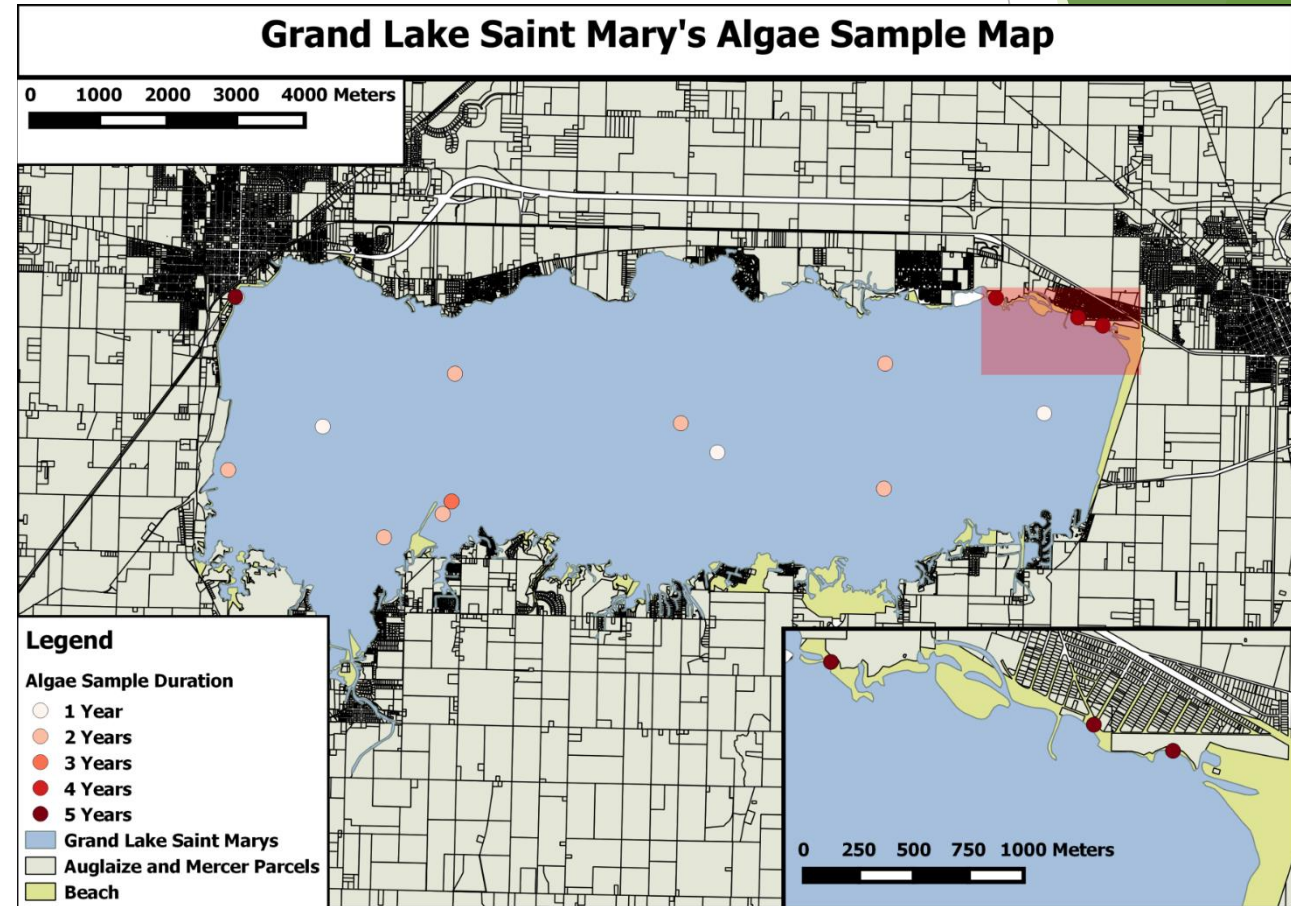 Grand Lake Saint Mary's Algae Sample Map
0 1000 2000 3000 4000 Meters
Legend
Algae Sample Duration
1 Year
2 Years
3 Years
4 Years
5 Years
Grand Lake Saint Marys
Auglaize and Mercer Parcels
Beach
0 250 500 750 1000 Meters